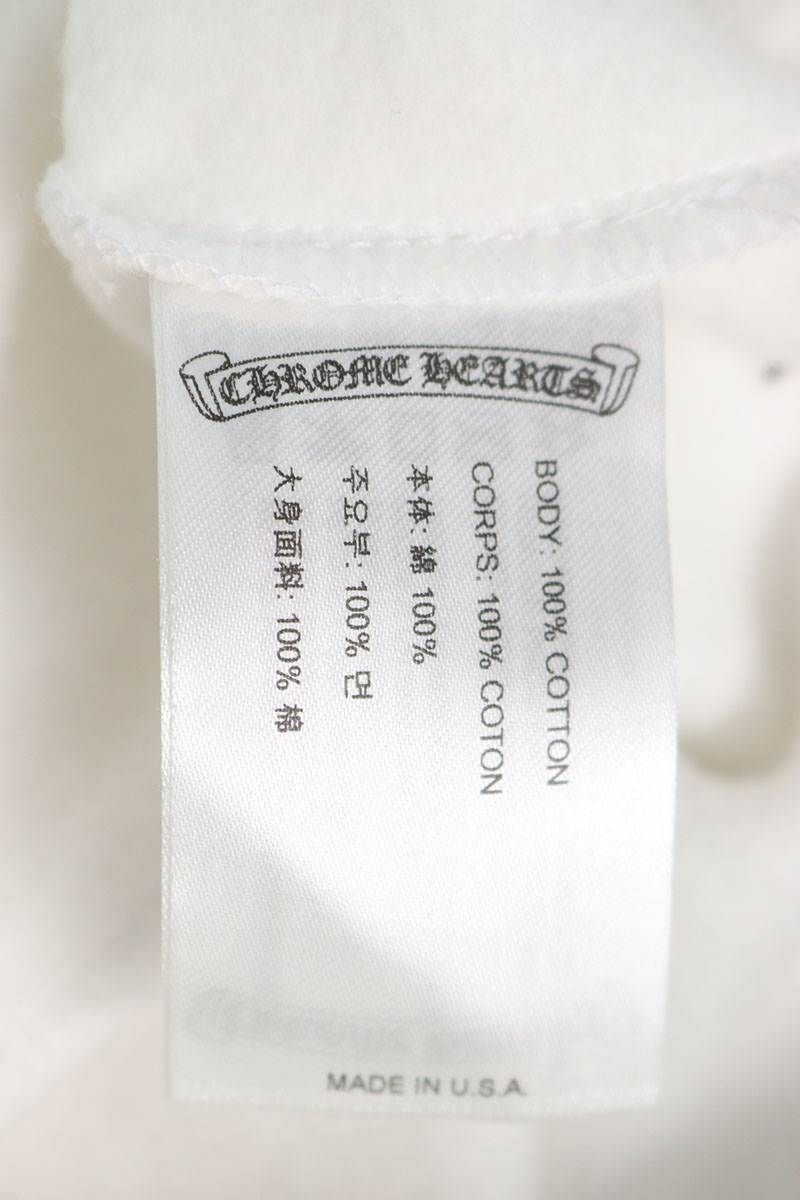 CHROME HEARTS
BODY: 100% COTTON
CORPS: 100% COTON
本体: 綿 100%
주요부: 100% 면
大身面料: 100% 棉
MADE IN U.S.A.